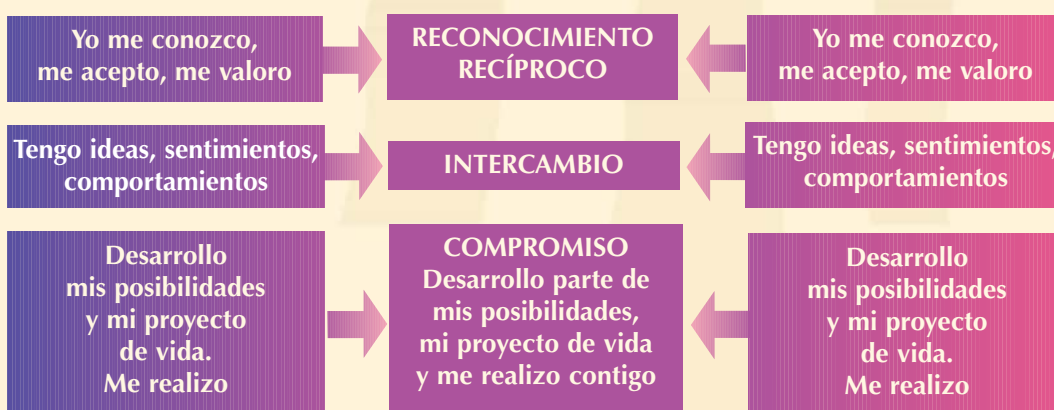 Yo me conozco,
me acepto, me valoro
RECONOCIMIENTO
RECÍPROCO
Yo me conozco,
me acepto, me valoro
Tengo ideas, sentimientos,
comportamientos
INTERCAMBIO
Tengo ideas, sentimientos,
comportamientos
Desarrollo
mis posibilidades
y mi proyecto
de vida.
Me realizo
COMPROMISO
Desarrollo parte de
mis posibilidades,
mi proyecto de vida
y me realizo contigo
Desarrollo
mis posibilidades
y mi proyecto
de vida.
Me realizo